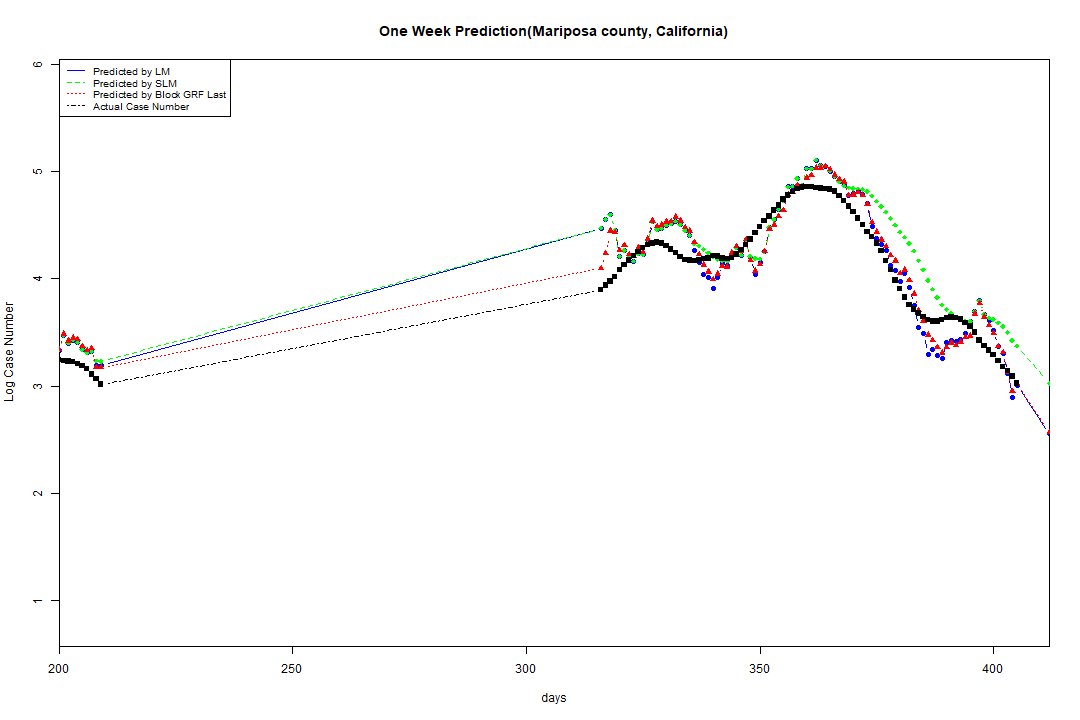 One Week Prediction(Mariposa county, California)
Predicted by LM
Predicted by SLM
Predicted by Block GRF Last
Actual Case Number
6
5
4
3
2
1
Log Case Number
200
250
300
350
400
days